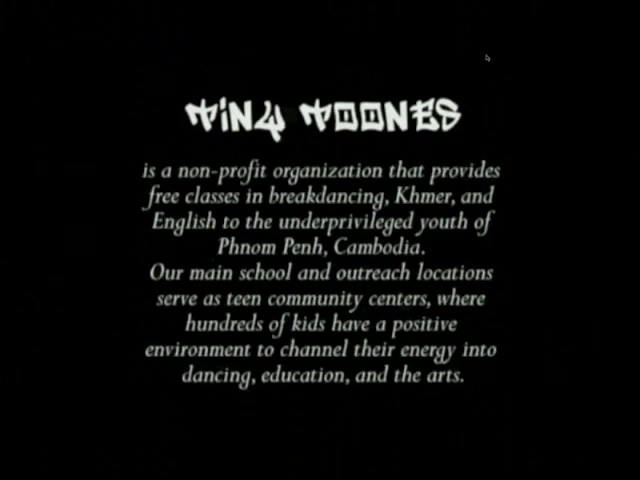 TINY TOONES
is a non-profit organization that provides
free classes in breakdancing, Khmer, and
English to the underprivileged youth of
Phnom Penh, Cambodia.
Our main school and outreach locations
serve as teen community centers, where
hundreds of kids have a positive
environment to channel their energy into
dancing, education, and the arts.